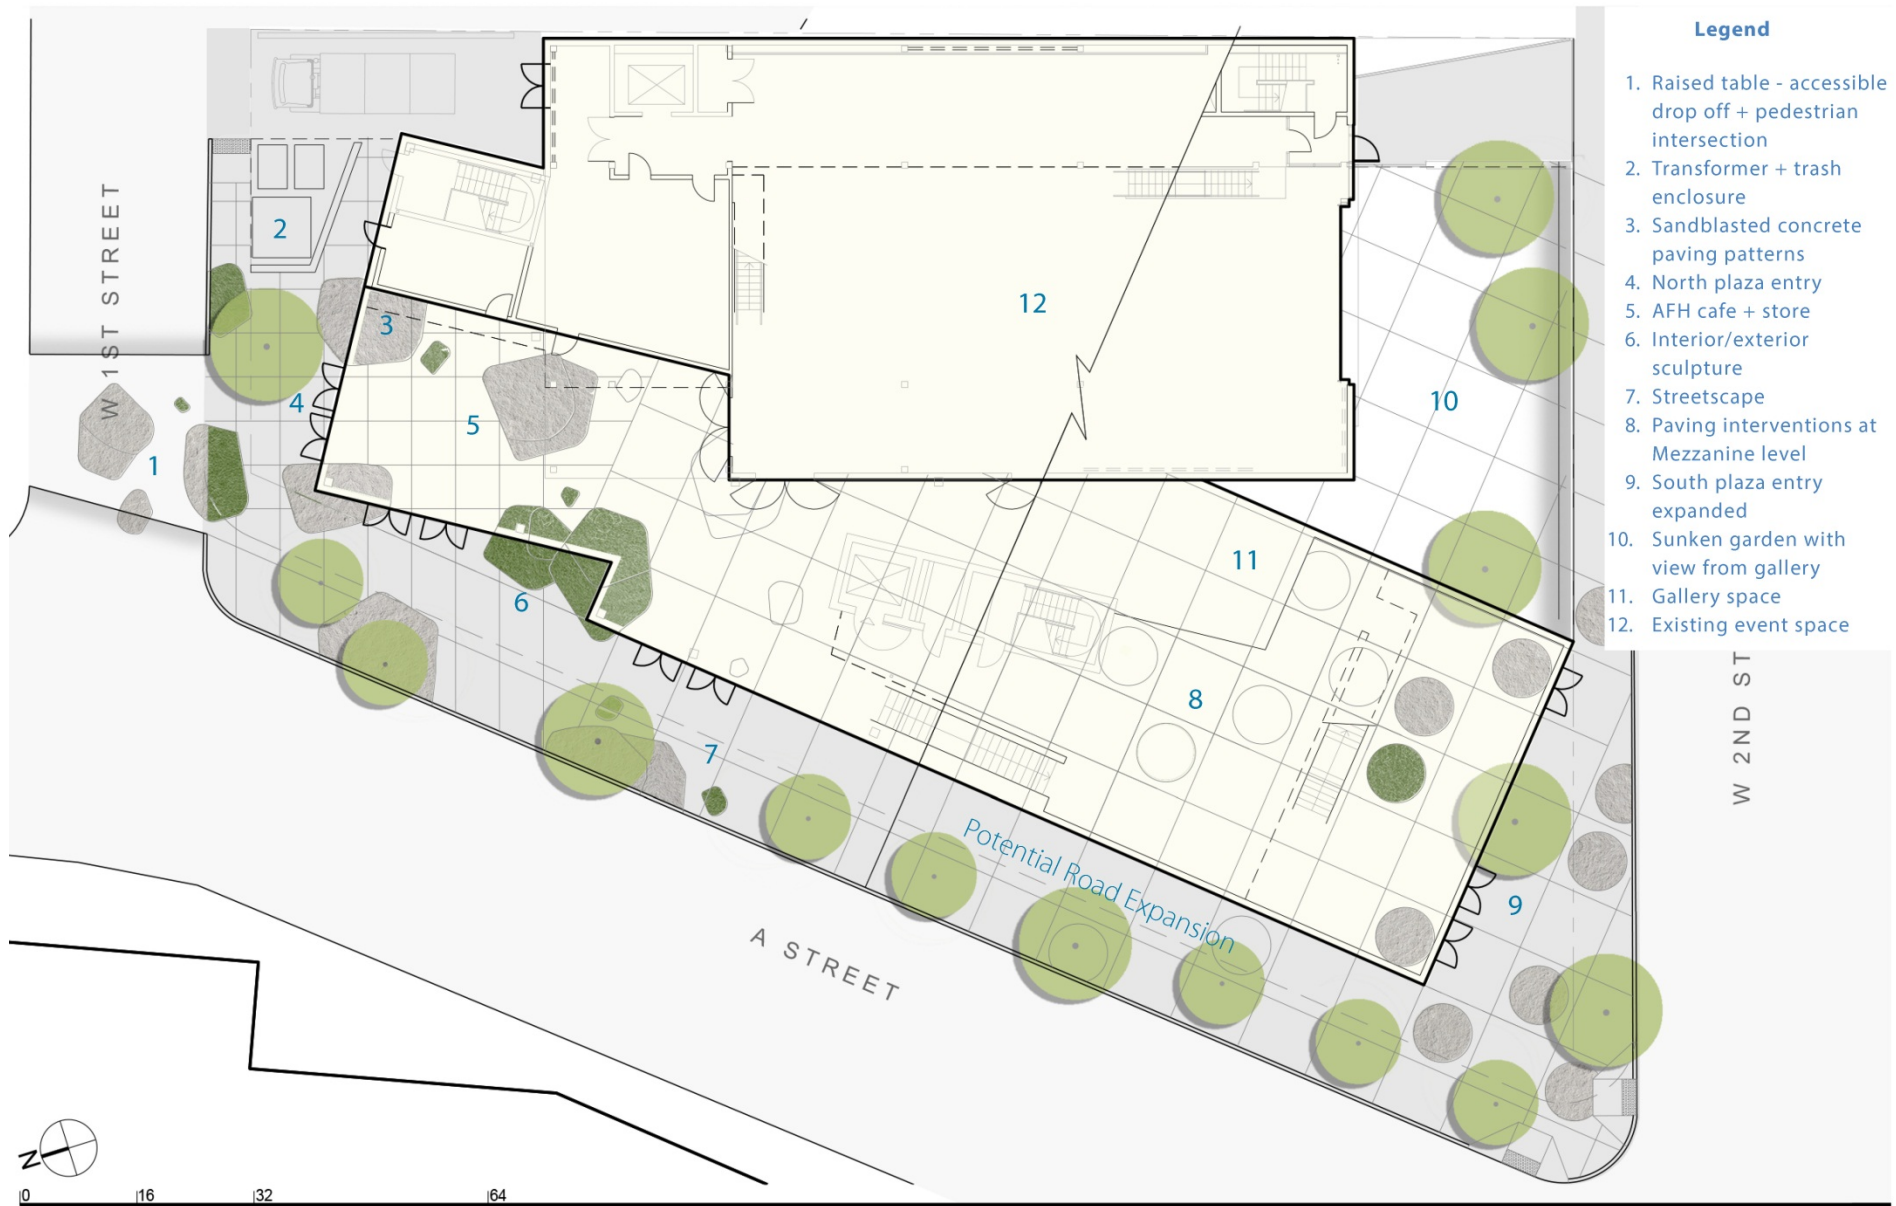 Legend
1. Raised table - accessible
drop off + pedestrian
intersection
2. Transformer + trash
enclosure
3. Sandblasted concrete
paving patterns
4. North plaza entry
5. AFH cafe + store
6. Interior/exterior
sculpture
7. Streetscape
8. Paving interventions at
Mezzanine level
9. South plaza entry
expanded
10. Sunken garden with
view from gallery
11. Gallery space
12. Existing event space
W 1ST STREET
2
3
12
4
5
10
1
11
6
8
7
W 2ND ST
Potential Road Expansion
9
A STREET
N
0 16 32 64